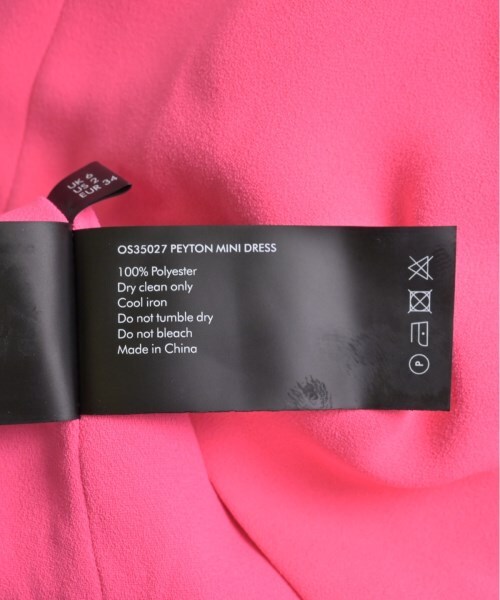 UK 6
US 2
EUR 34
OS35027 PEYTON MINI DRESS
100% Polyester
Dry clean only
Cool iron
Do not tumble dry
Do not bleach
Made in China
P